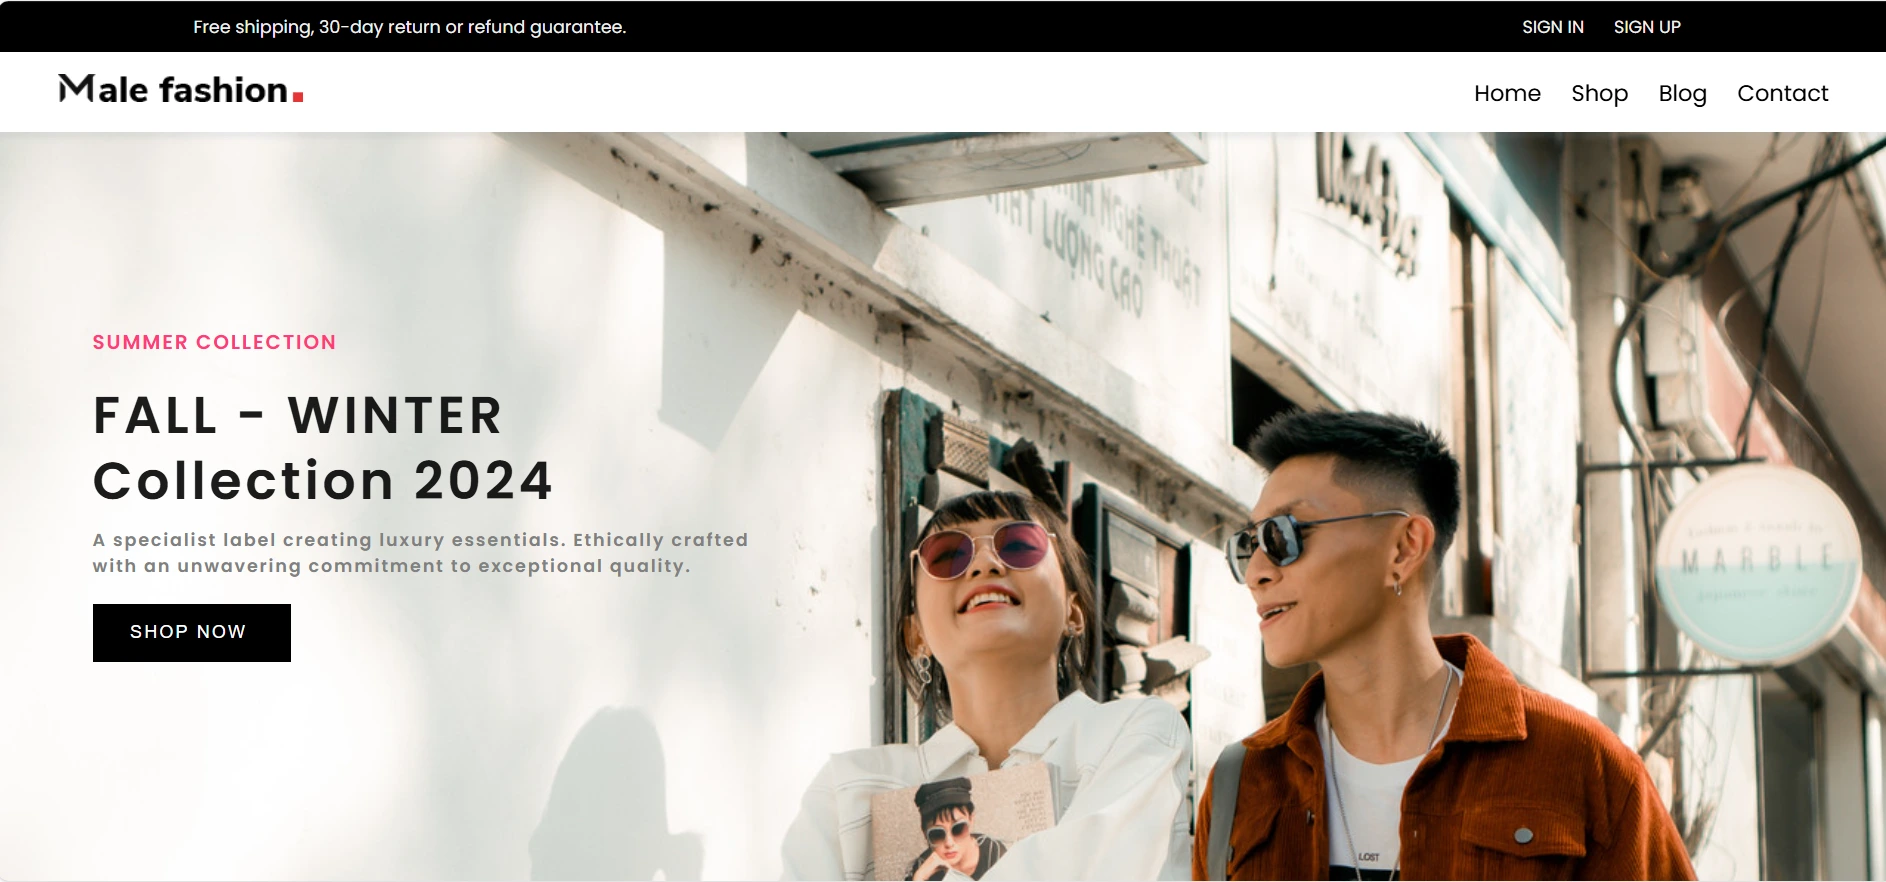 Free shipping, 30-day return or refund guarantee.
SIGN IN SIGN UP
Male fashion.
Home Shop Blog Contact
NGHỆ THUẬT
LƯỢNG CAO
SUMMER COLLECTION
FALL - WINTER
Collection 2024
A specialist label creating luxury essentials. Ethically crafted
with an unwavering commitment to exceptional quality.
SHOP NOW
MARBLE
LOST